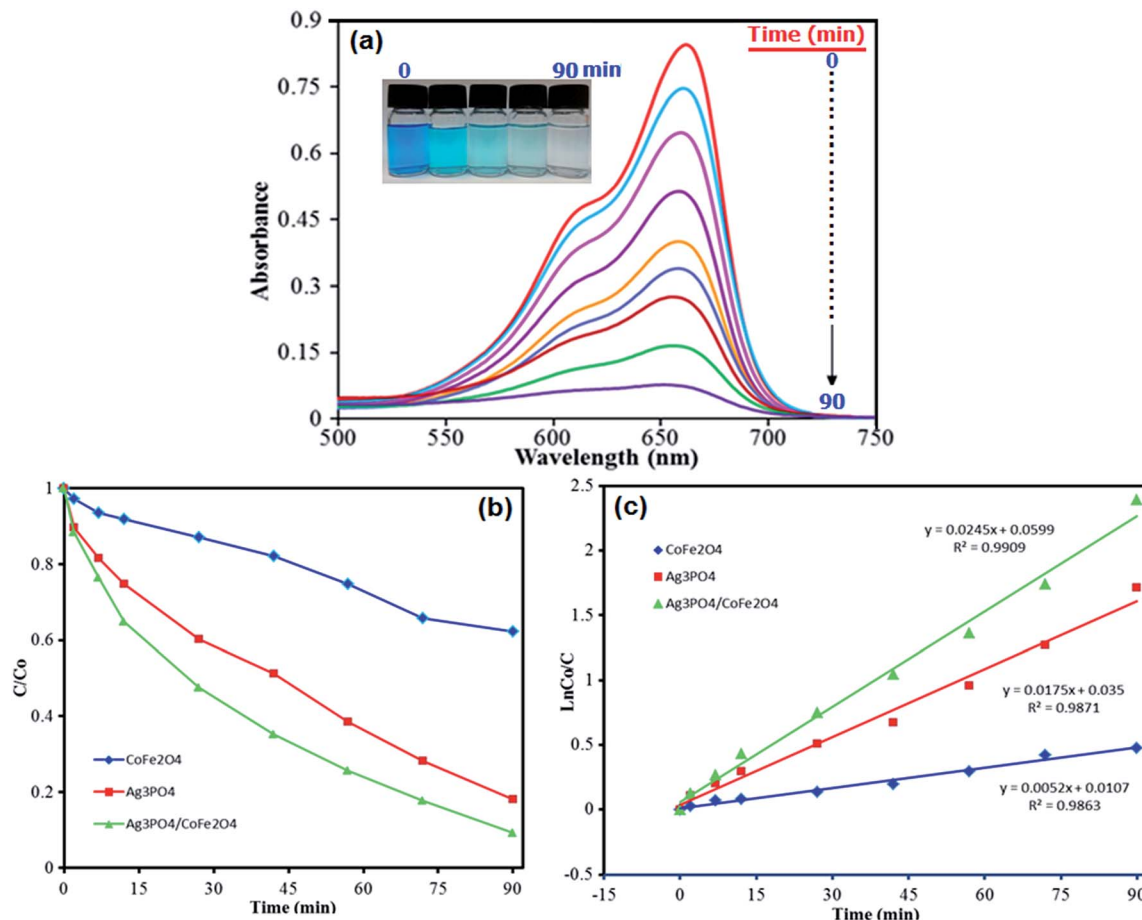 (a)
Time (min)
0
90 min
0
90
0.9
0.75
0.6
0.45
0.3
0.15
0
Absorbance
500
550
600
650
700
750
Wavelength (nm)
(b)
1
0.8
0.6
0.4
0.2
0
C/Co
CoFe2O4
Ag3PO4
Ag3PO4/CoFe2O4
0
15
30
45
60
75
90
Time (min)
(c)
2.5
2
1.5
1
0.5
0
-0.5
LnCo/C
CoFe2O4
Ag3PO4
Ag3PO4/CoFe2O4
y = 0.0245x + 0.0599
R² = 0.9909
y = 0.0175x + 0.035
R² = 0.9871
y = 0.0052x + 0.0107
R² = 0.9863
-15
0
15
30
45
60
75
90
Time (min)